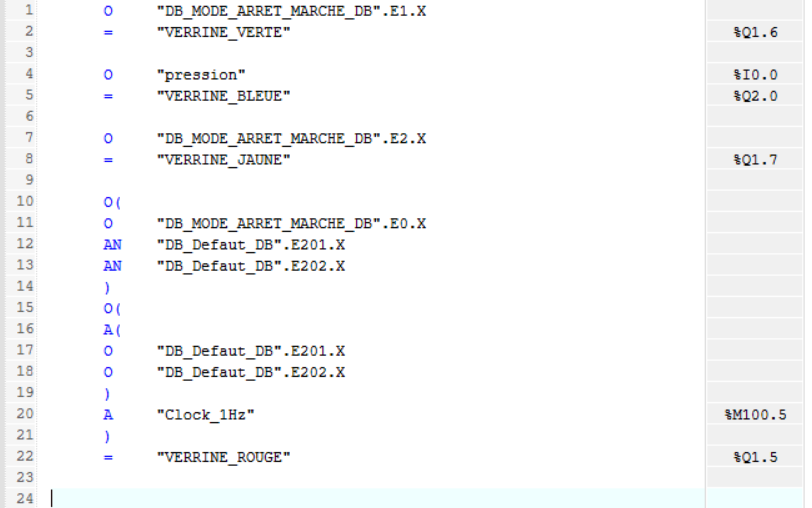 1 O "DB_MODE_ARRET_MARCHE_DB".E1.X
2 = "VERRINE_VERTE" %Q1.6
3
4 O "pression" %I0.0
5 = "VERRINE_BLEUE" %Q2.0
6
7 O "DB_MODE_ARRET_MARCHE_DB".E2.X
8 = "VERRINE_JAUNE" %Q1.7
9
10 O(
11 O "DB_MODE_ARRET_MARCHE_DB".E0.X
12 AN "DB_Defaut_DB".E201.X
13 AN "DB_Defaut_DB".E202.X
14 )
15 O(
16 A(
17 O "DB_Defaut_DB".E201.X
18 O "DB_Defaut_DB".E202.X
19 )
20 A "Clock_1Hz" %M100.5
21 )
22 = "VERRINE_ROUGE" %Q1.5
23
24